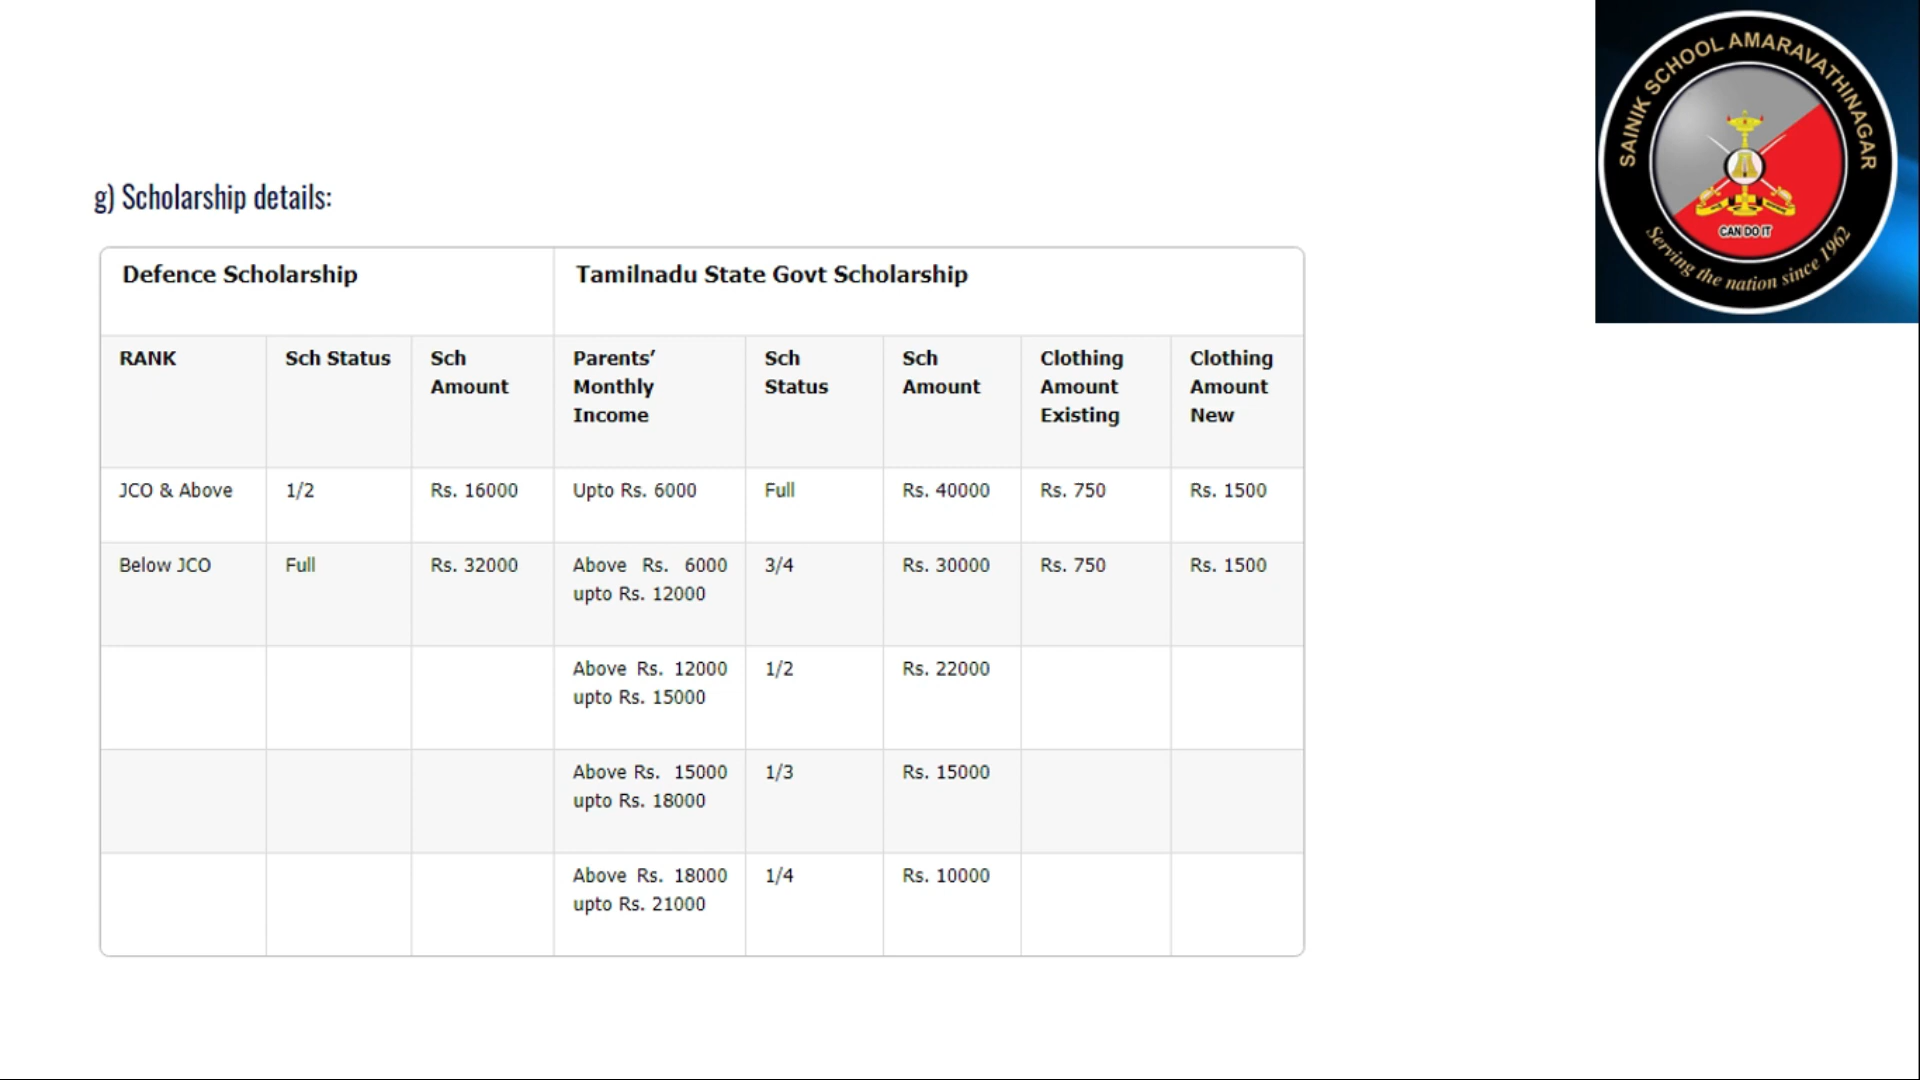 SAINIK SCHOOL AMARAVATHINAGAR
CAN DO IT
Serving the nation since 1962
g) Scholarship details:
Defence Scholarship
Tamilnadu State Govt Scholarship
RANK
Sch Status
Sch
Amount
Parents’
Monthly
Income
Sch
Status
Sch
Amount
Clothing
Amount
Existing
Clothing
Amount
New
JCO & Above
1/2
Rs. 16000
Upto Rs. 6000
Full
Rs. 40000
Rs. 750
Rs. 1500
Below JCO
Full
Rs. 32000
Above Rs. 6000
upto Rs. 12000
3/4
Rs. 30000
Rs. 750
Rs. 1500
Above Rs. 12000
upto Rs. 15000
1/2
Rs. 22000
Above Rs. 15000
upto Rs. 18000
1/3
Rs. 15000
Above Rs. 18000
upto Rs. 21000
1/4
Rs. 10000